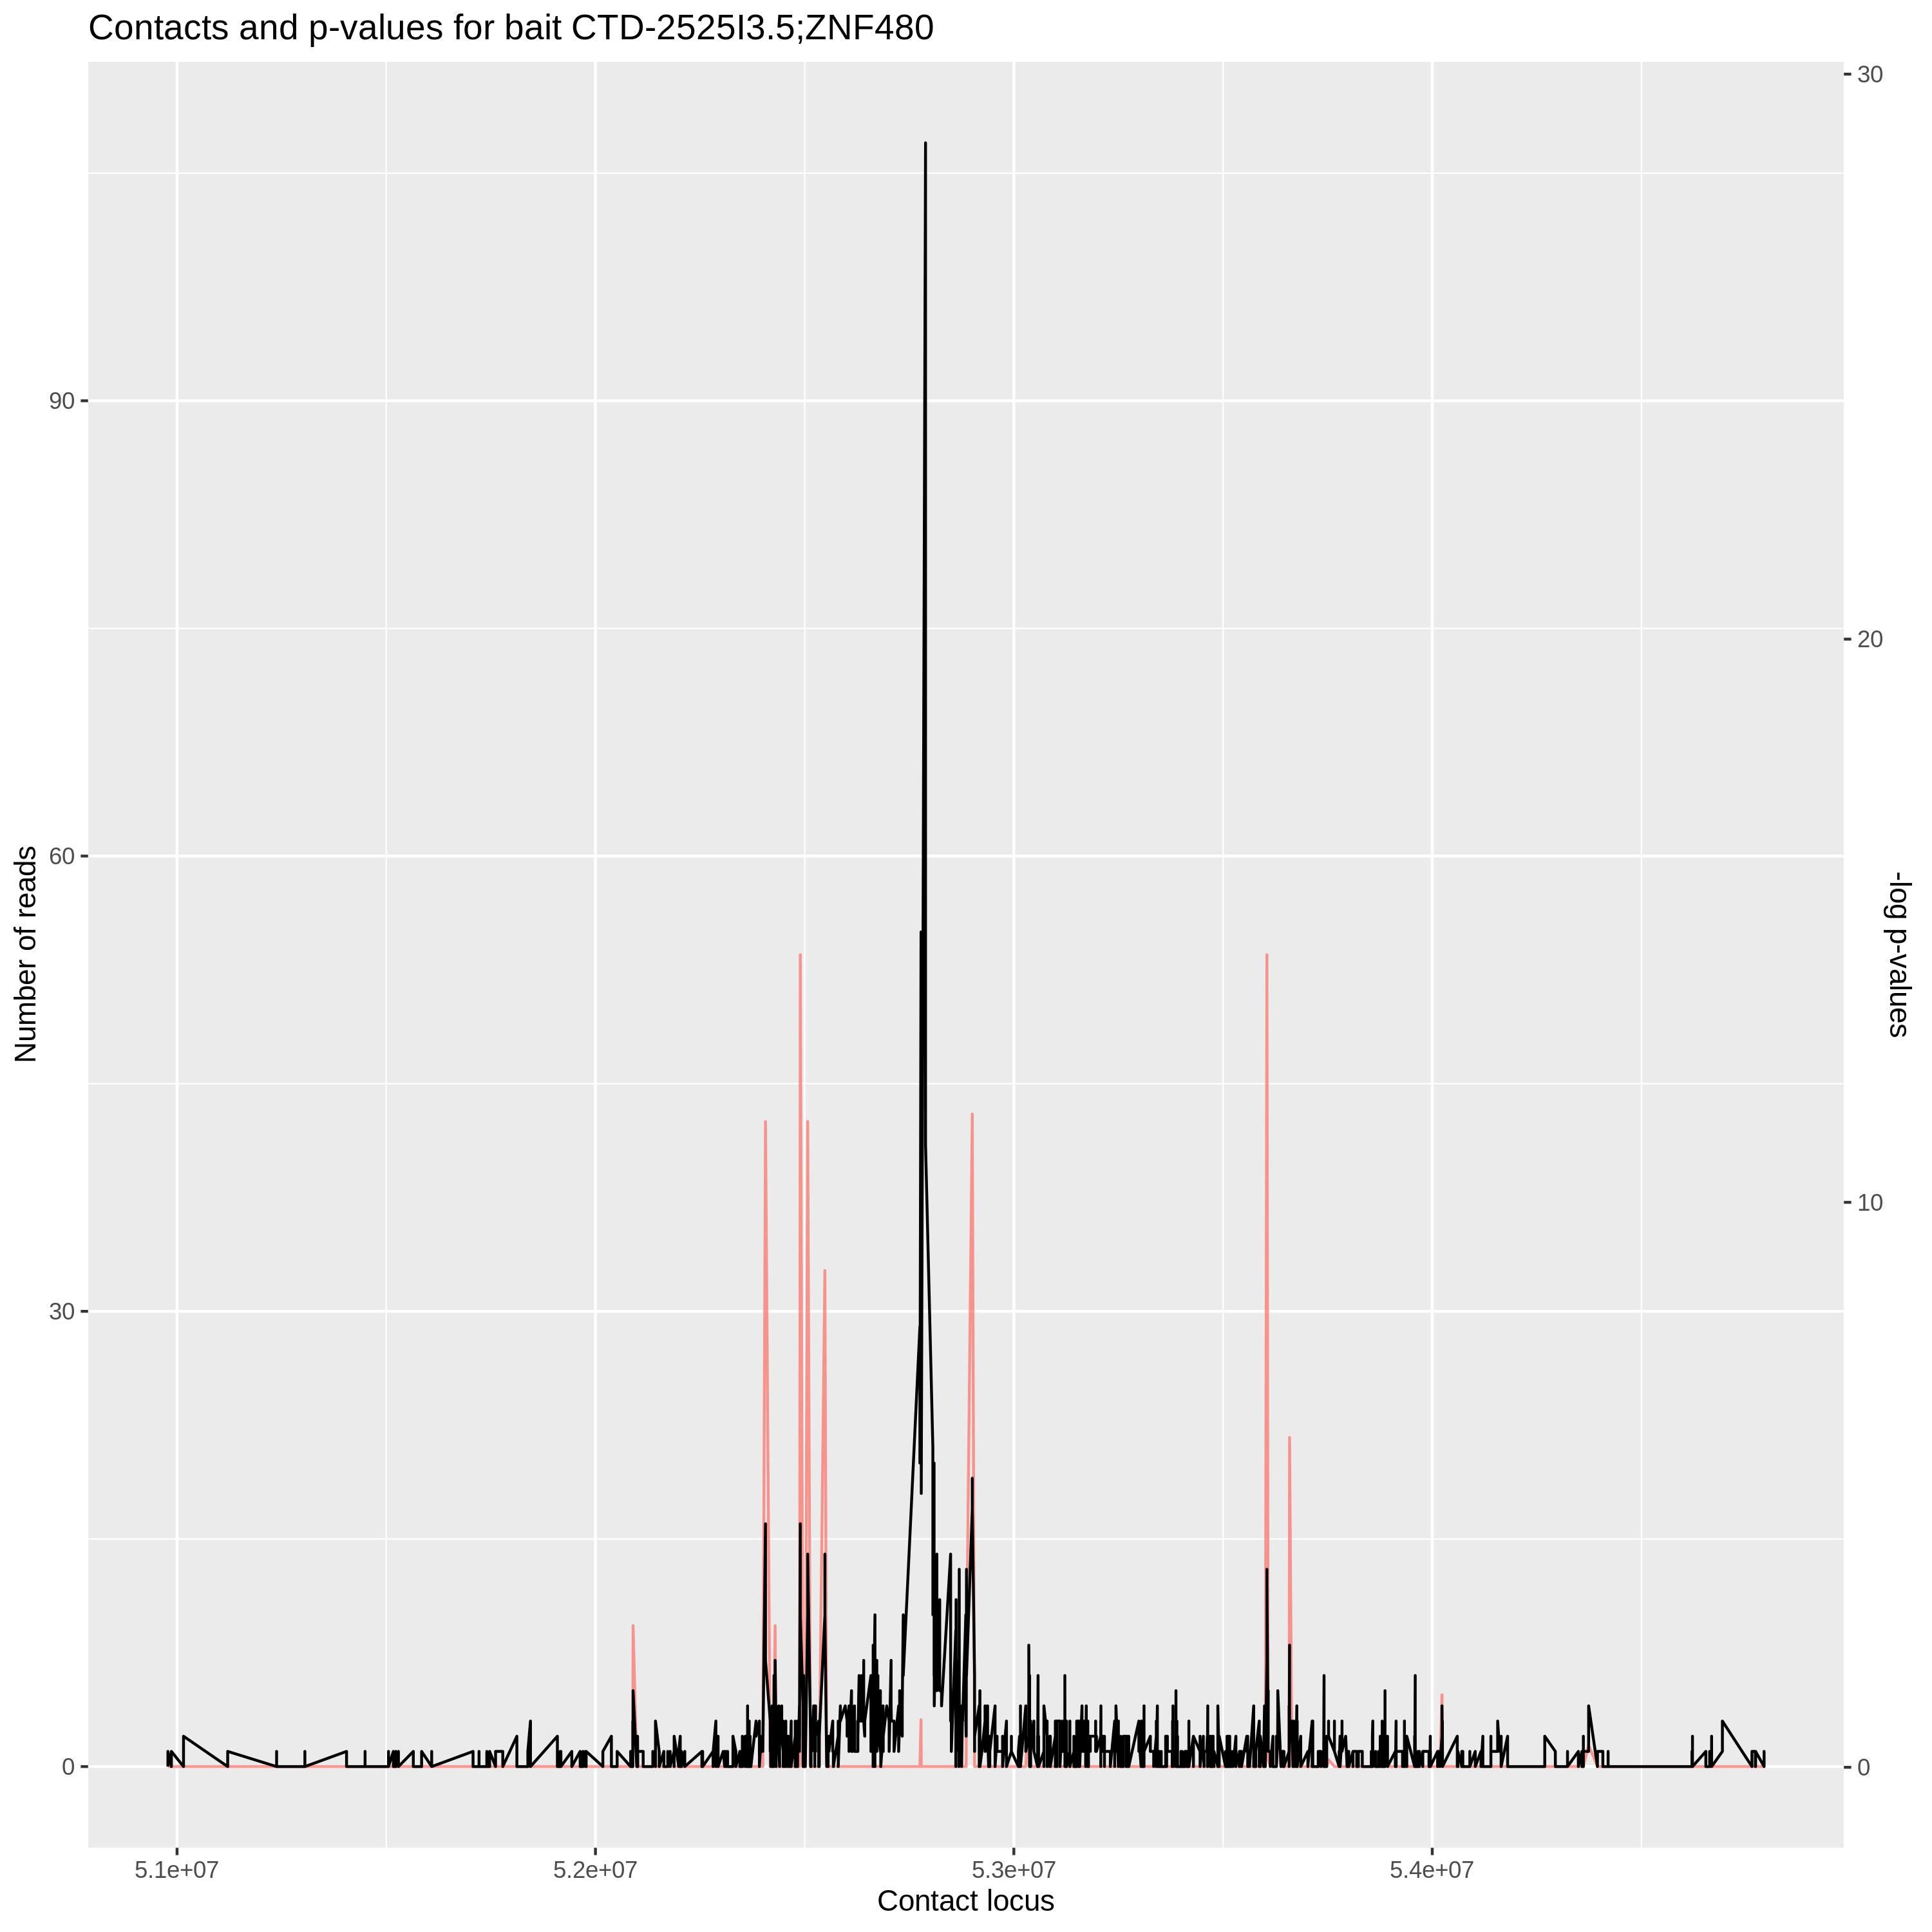 Contacts and p-values for bait CTD-2525I3.5;ZNF480
30
90
20
60
Number of reads
-log p-values
10
30
0
0
5.1e+07
5.2e+07
5.3e+07
5.4e+07
Contact locus